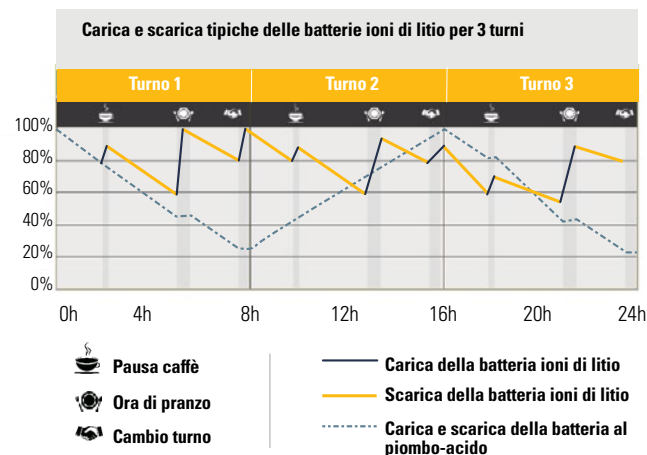 Carica e scarica tipiche delle batterie ioni di litio per 3 turni
Turno 1 Turno 2 Turno 3
100%
80%
60%
40%
20%
0%
0h 4h 8h 12h 16h 20h 24h
Pausa caffè
Ora di pranzo
Cambio turno
Carica della batteria ioni di litio
Scarica della batteria ioni di litio
Carica e scarica della batteria al
piombo-acido